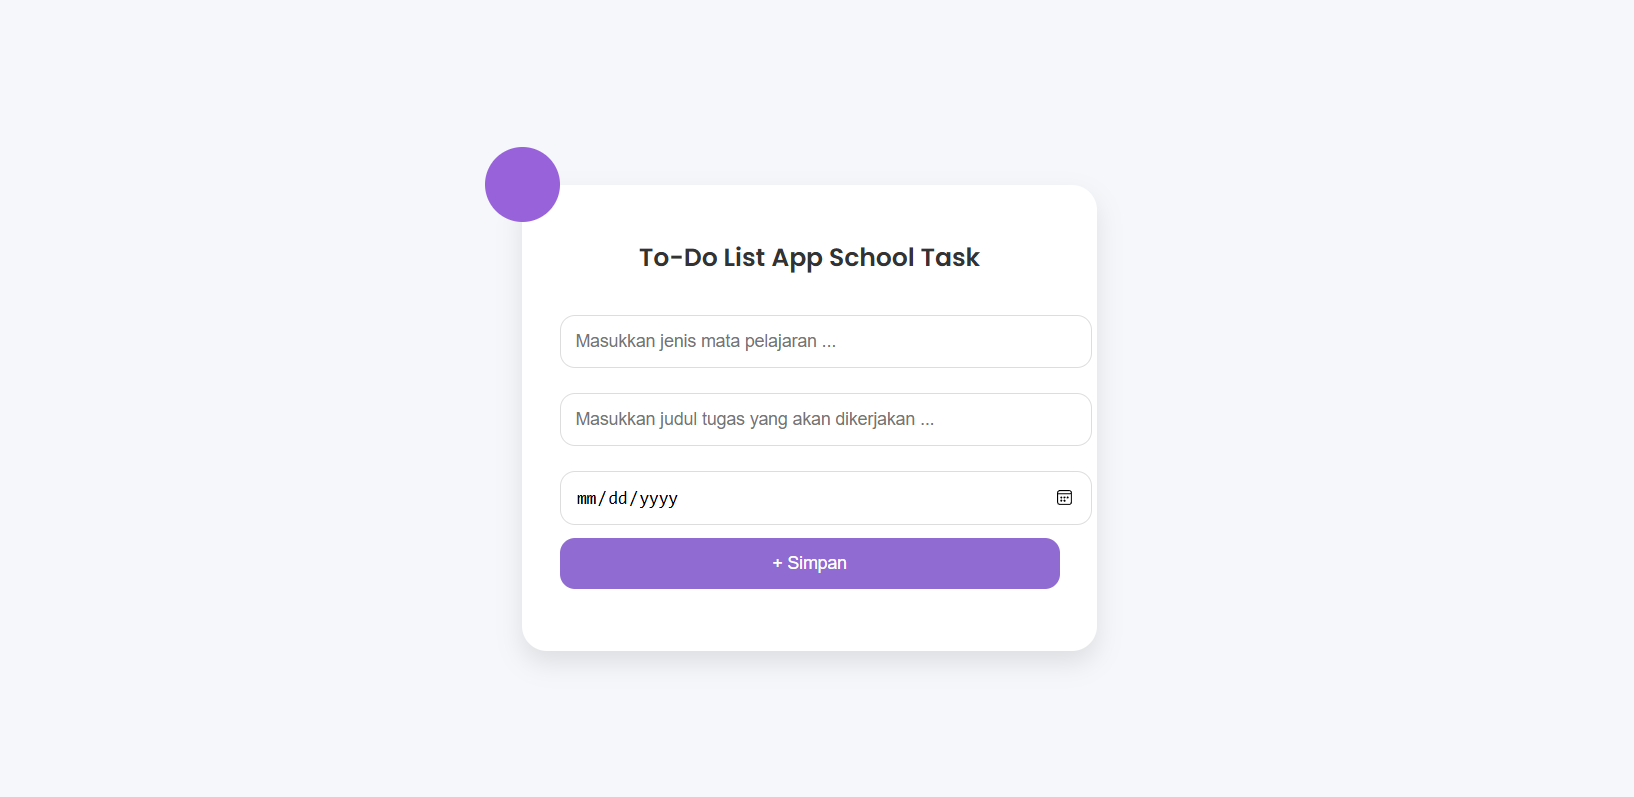 To-Do List App School Task
Masukkan jenis mata pelajaran ...
Masukkan judul tugas yang akan dikerjakan ...
mm/dd/yyyy
+ Simpan